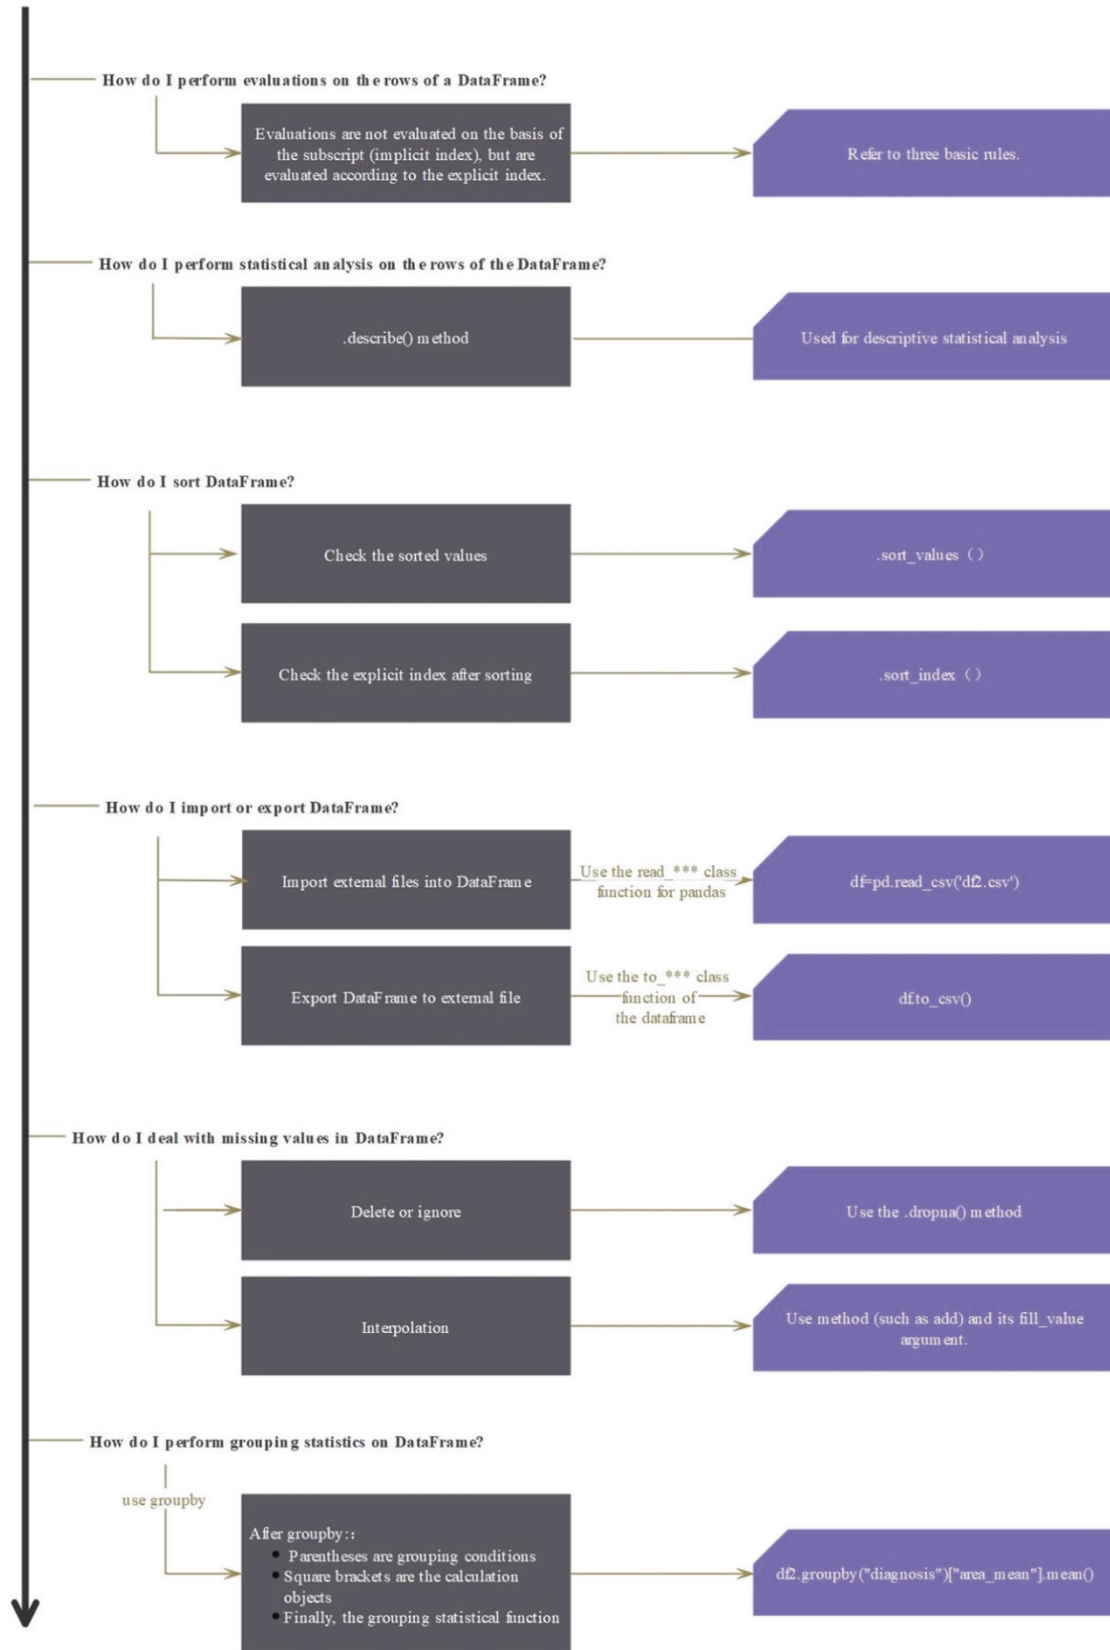 How do I perform evaluations on the rows of a DataFrame?
Evaluations are not evaluated on the basis of
the subscript (implicit index), but are
evaluated according to the explicit index.
Refer to three basic rules.
How do I perform statistical analysis on the rows of the DataFrame?
.describe() method
Used for descriptive statistical analysis
How do I sort DataFrame?
Check the sorted values
.sort_values（）
Check the explicit index after sorting
.sort_index（）
How do I import or export DataFrame?
Import external files into DataFrame
Use the read_*** class
function for pandas
df=pd.read_csv('df2.csv')
Export DataFrame to external file
Use the to_*** class
function of
the dataframe
df.to_csv()
How do I deal with missing values in DataFrame?
Delete or ignore
Use the .dropna() method
Interpolation
Use method (such as add) and its fill_value
argument.
How do I perform grouping statistics on DataFrame?
use groupby
After groupby::
● Parentheses are grouping conditions
● Square brackets are the calculation
objects
● Finally, the grouping statistical function
df2.groupby("diagnosis")["area_mean"].mean()